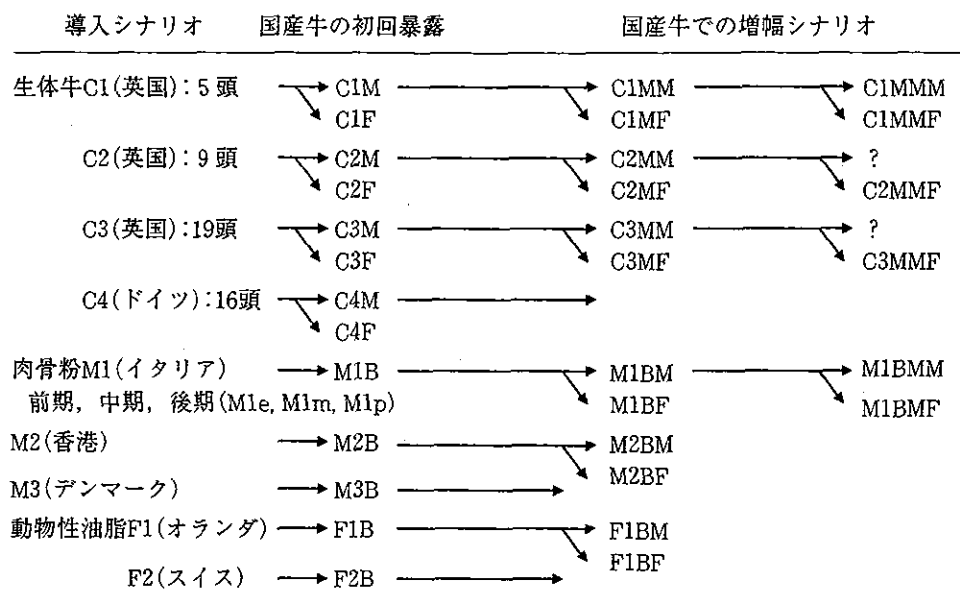 導入シナリオ 国産牛の初回暴露 国産牛での増幅シナリオ
生体牛C1(英国):5頭 C1M C1MM C1MMM
C1F C1MF C1MMF
C2(英国):9頭 C2M C2MM ?
C2F C2MF C2MMF
C3(英国):19頭 C3M C3MM ?
C3F C3MF C3MMF
C4(ドイツ):16頭 C4M
C4F
肉骨粉M1(イタリア) M1B M1BM M1BMM
前期,中期,後期(M1e, M1m, M1p) M1BF M1BMF
M2(香港) M2B M2BM
M2BF
M3(デンマーク) M3B
動物性油脂F1(オランダ) F1B F1BM
F1BF
F2(スイス) F2B